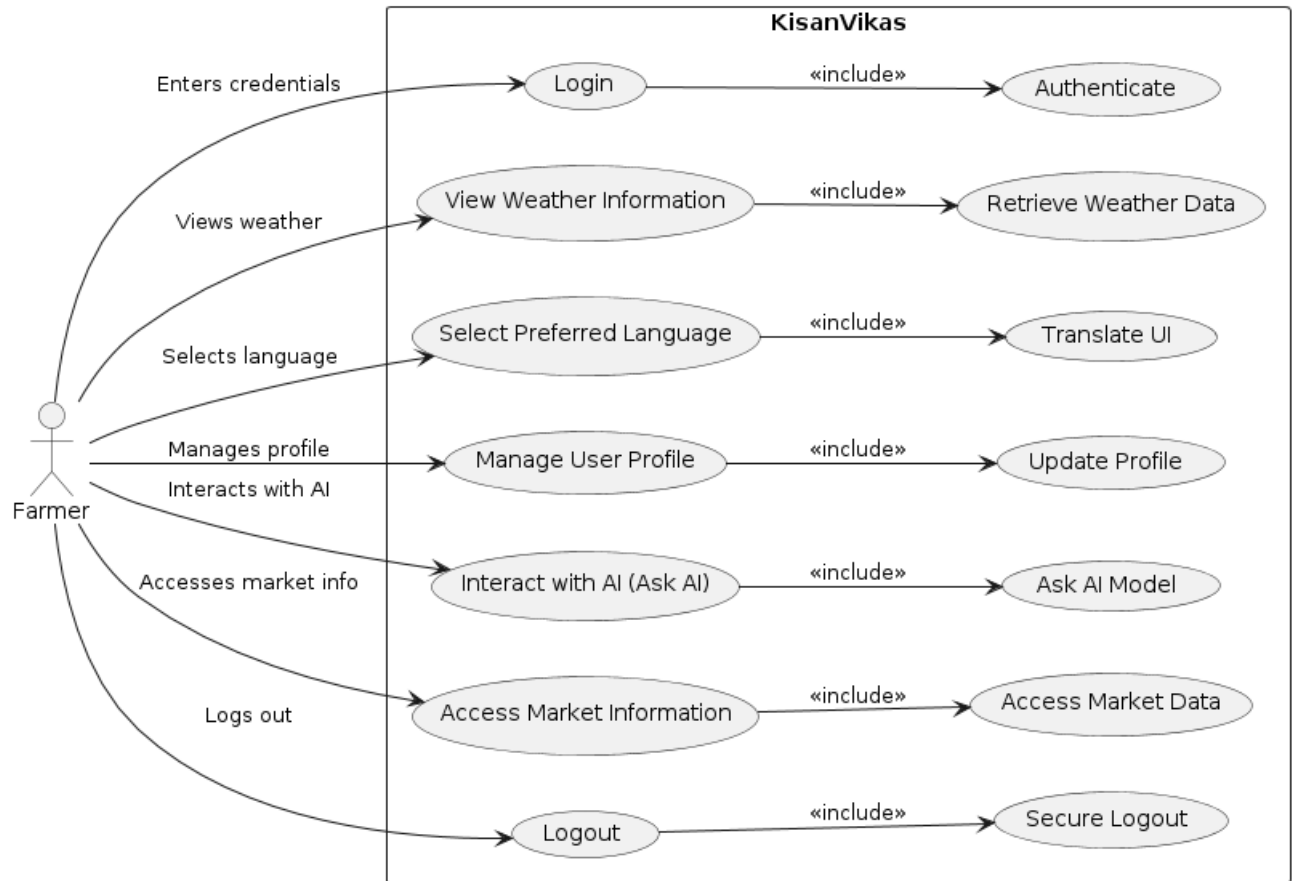 KisanVikas
Enters credentials
Login
«include»
Authenticate
Views weather
View Weather Information
«include»
Retrieve Weather Data
Selects language
Select Preferred Language
«include»
Translate UI
Manages profile
Manage User Profile
«include»
Update Profile
Farmer
Interacts with AI
Interact with AI (Ask AI)
«include»
Ask AI Model
Accesses market info
Access Market Information
«include»
Access Market Data
Logs out
Logout
«include»
Secure Logout